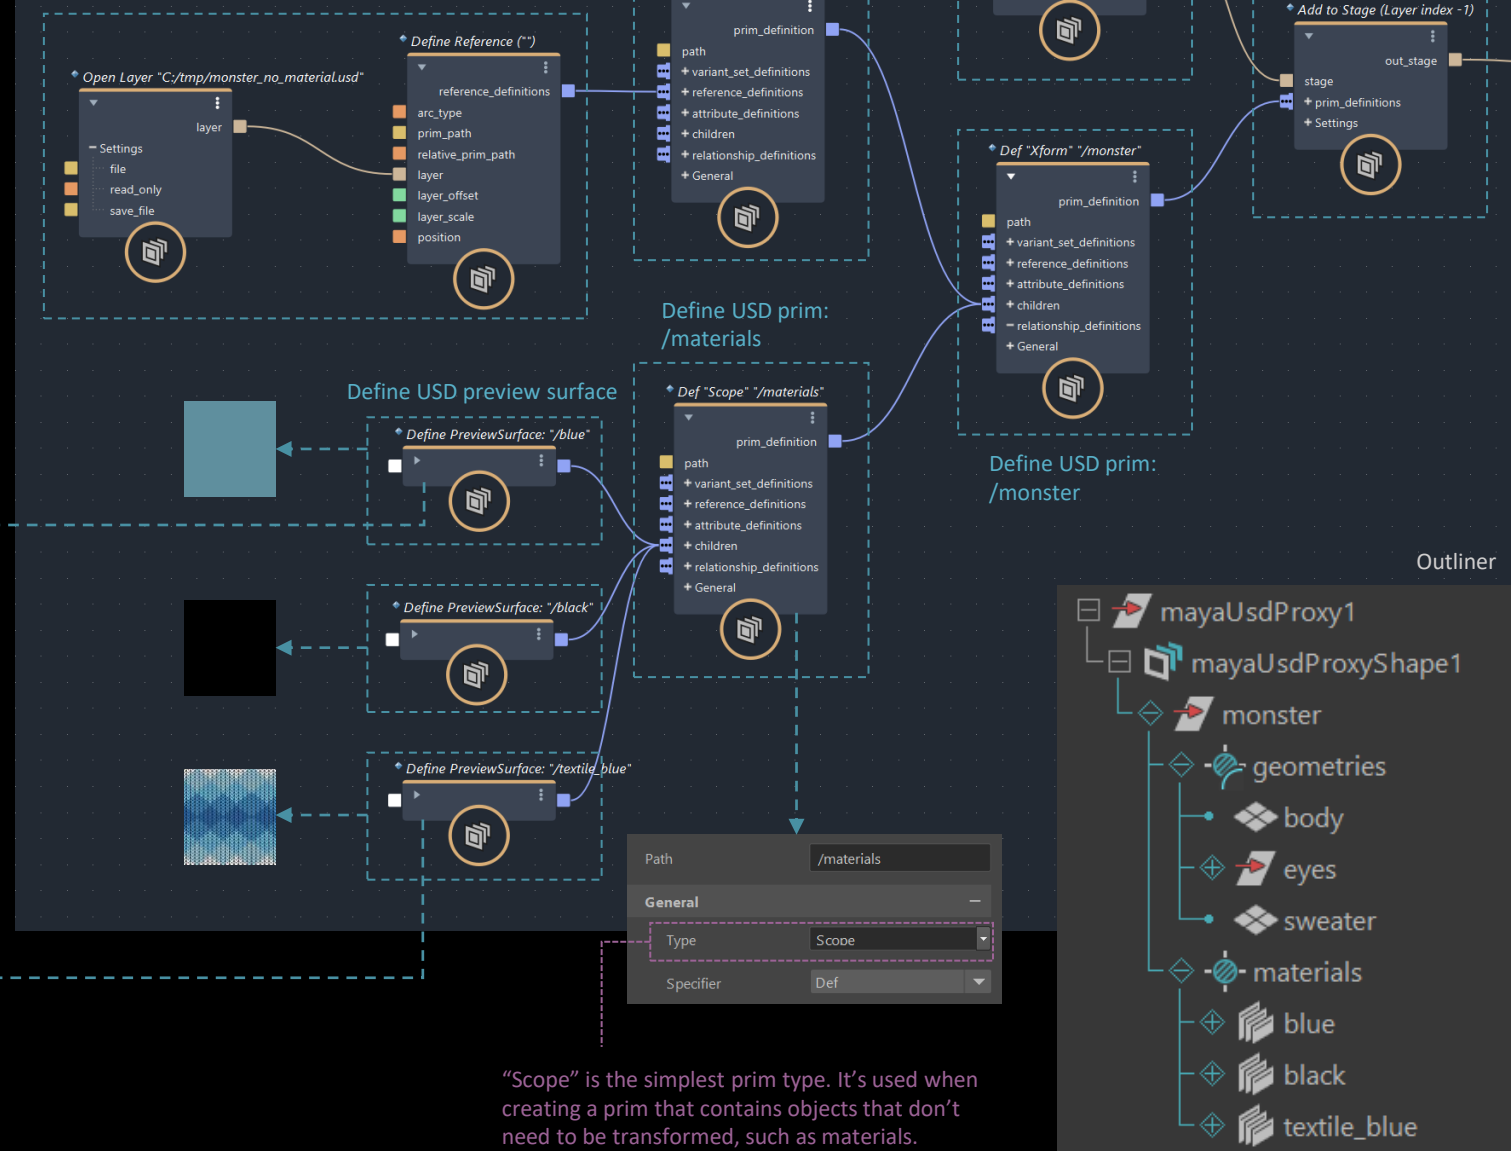 Open Layer "C:/tmp/monster_no_material.usd"
layer
Settings
file
read_only
save_file
Define Reference ("")
reference_definitions
arc_type
prim_path
relative_prim_path
layer
layer_offset
layer_scale
position
prim_definition
path
variant_set_definitions
reference_definitions
attribute_definitions
children
relationship_definitions
General
Add to Stage (Layer index -1)
out_stage
stage
prim_definitions
Settings
Def "Xform" "/monster"
prim_definition
path
variant_set_definitions
reference_definitions
attribute_definitions
children
relationship_definitions
General
Define USD prim:
/monster
Define USD prim:
/materials
Def "Scope" "/materials"
prim_definition
path
variant_set_definitions
reference_definitions
attribute_definitions
children
relationship_definitions
General
Define USD preview surface
Define PreviewSurface: "/blue"
Define PreviewSurface: "/black"
Define PreviewSurface: "/textile_blue"
Path /materials
General
Type Scope
Specifier Def
“Scope” is the simplest prim type. It’s used when
creating a prim that contains objects that don’t
need to be transformed, such as materials.
Outliner
mayaUsdProxy1
mayaUsdProxyShape1
monster
geometries
body
eyes
sweater
materials
blue
black
textile_blue